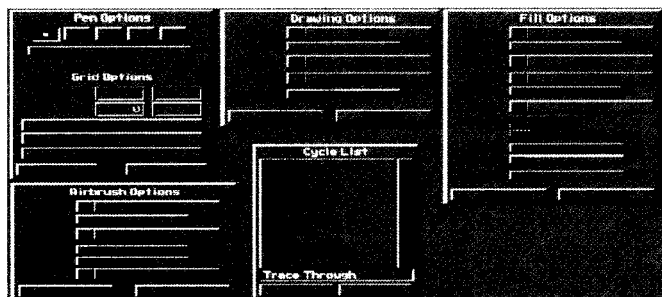 Pen Options
Grid Options
Airbrush Options
Drawing Options
Cycle List
Trace Through
Fill Options